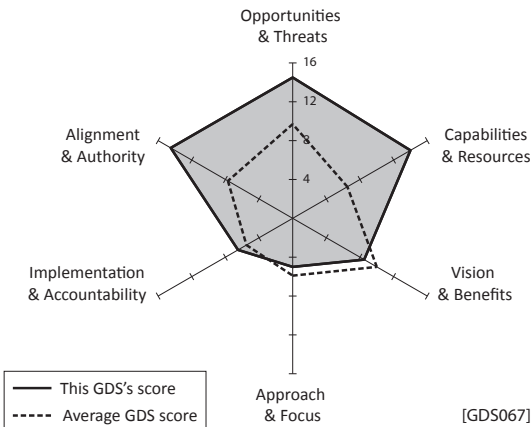 Opportunities
& Threats
16
12
8
4
Alignment
& Authority
Capabilities
& Resources
Implementation
& Accountability
Vision
& Benefits
This GDS's score
Average GDS score
Approach
& Focus
[GDS067]